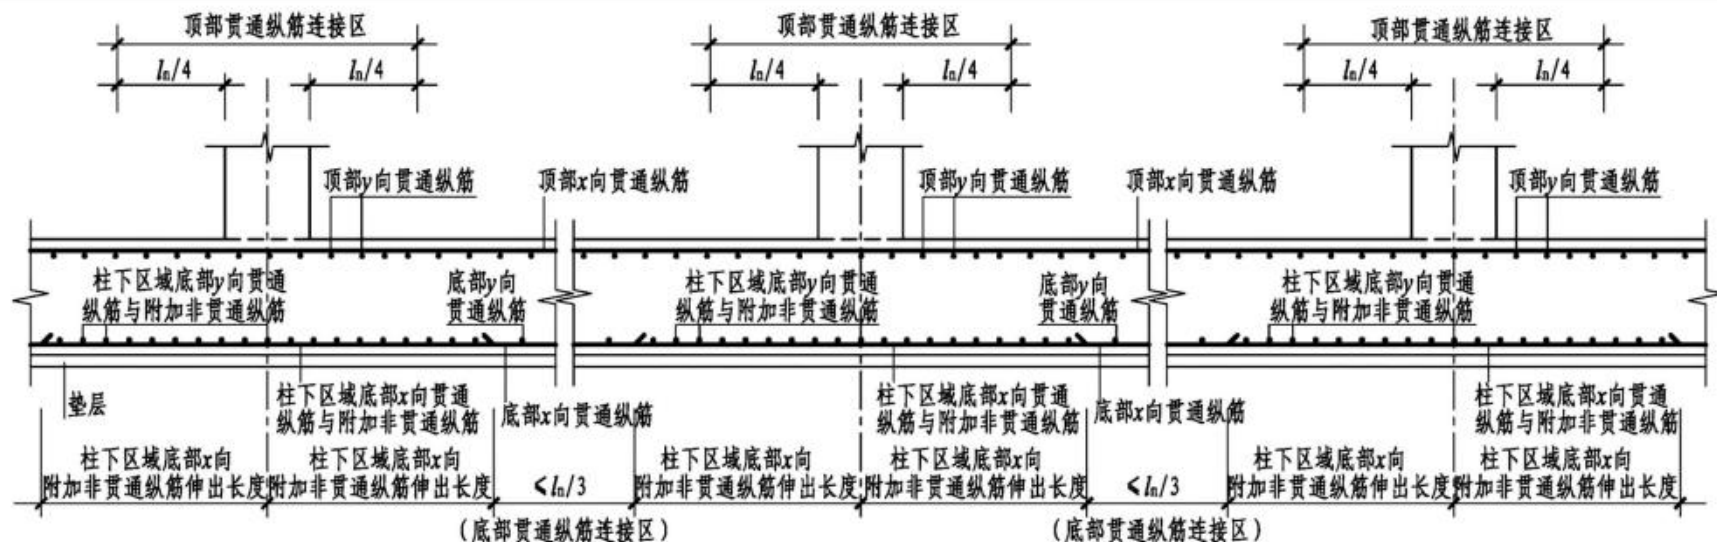 顶部贯通纵筋连接区
顶部贯通纵筋连接区
顶部贯通纵筋连接区
ln/4
ln/4
ln/4
ln/4
ln/4
ln/4
顶部y向贯通纵筋
顶部x向贯通纵筋
顶部y向贯通纵筋
顶部x向贯通纵筋
顶部y向贯通纵筋
柱下区域底部y向贯通
纵筋与附加非贯通纵筋
底部y向
贯通纵筋
柱下区域底部y向贯通
纵筋与附加非贯通纵筋
底部y向
贯通纵筋
柱下区域底部y向贯通
纵筋与附加非贯通纵筋
垫层
柱下区域底部x向贯通
纵筋与附加非贯通纵筋
底部x向贯通纵筋
柱下区域底部x向贯通
纵筋与附加非贯通纵筋
底部x向贯通纵筋
柱下区域底部x向贯通
纵筋与附加非贯通纵筋
柱下区域底部x向
附加非贯通纵筋伸出长度
柱下区域底部x向
附加非贯通纵筋伸出长度
≤ln/3
柱下区域底部x向
附加非贯通纵筋伸出长度
柱下区域底部x向
附加非贯通纵筋伸出长度
≤ln/3
柱下区域底部x向
附加非贯通纵筋伸出长度
柱下区域底部x向
附加非贯通纵筋伸出长度
(底部贯通纵筋连接区)
(底部贯通纵筋连接区)